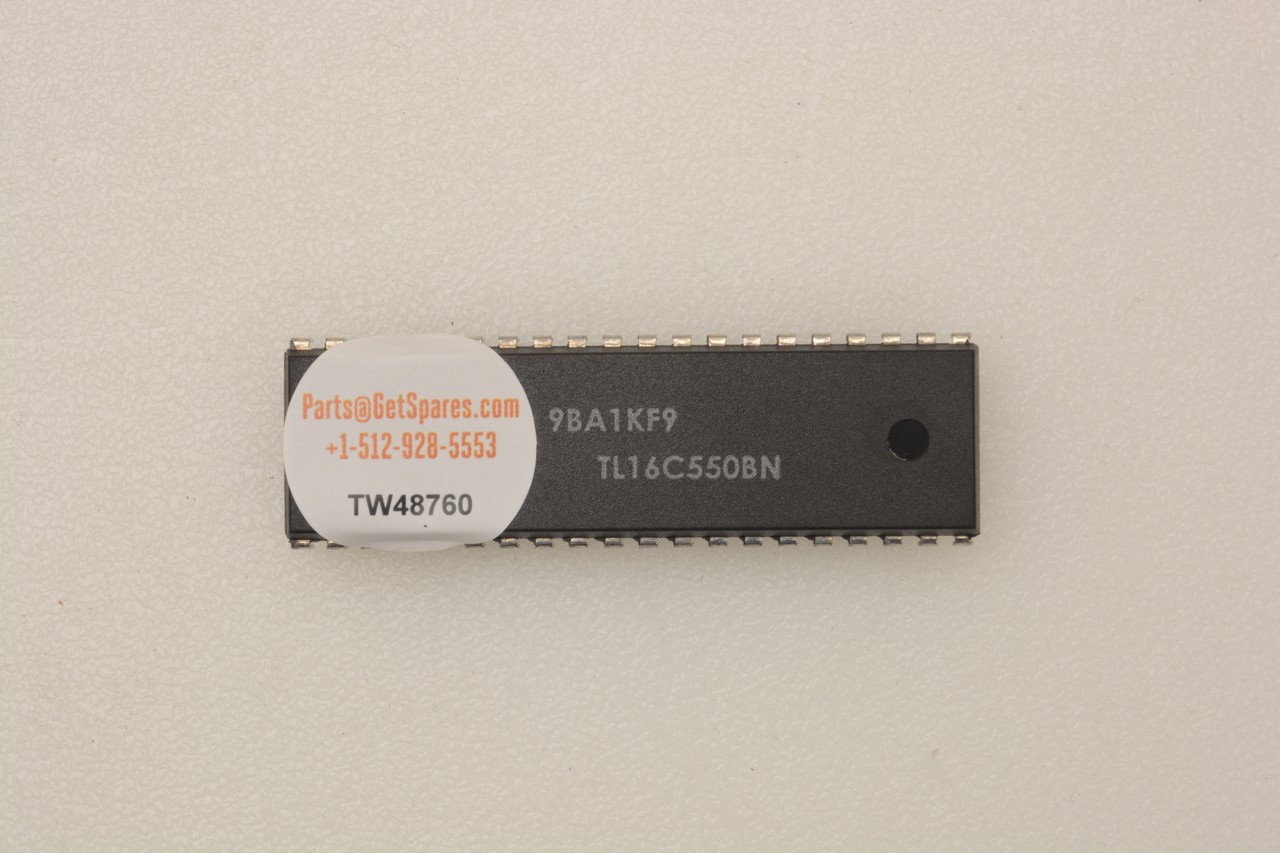 Parts@GetSpares.com
+1-512-928-5553
TW48760
9BA1KF9
TL16C550BN